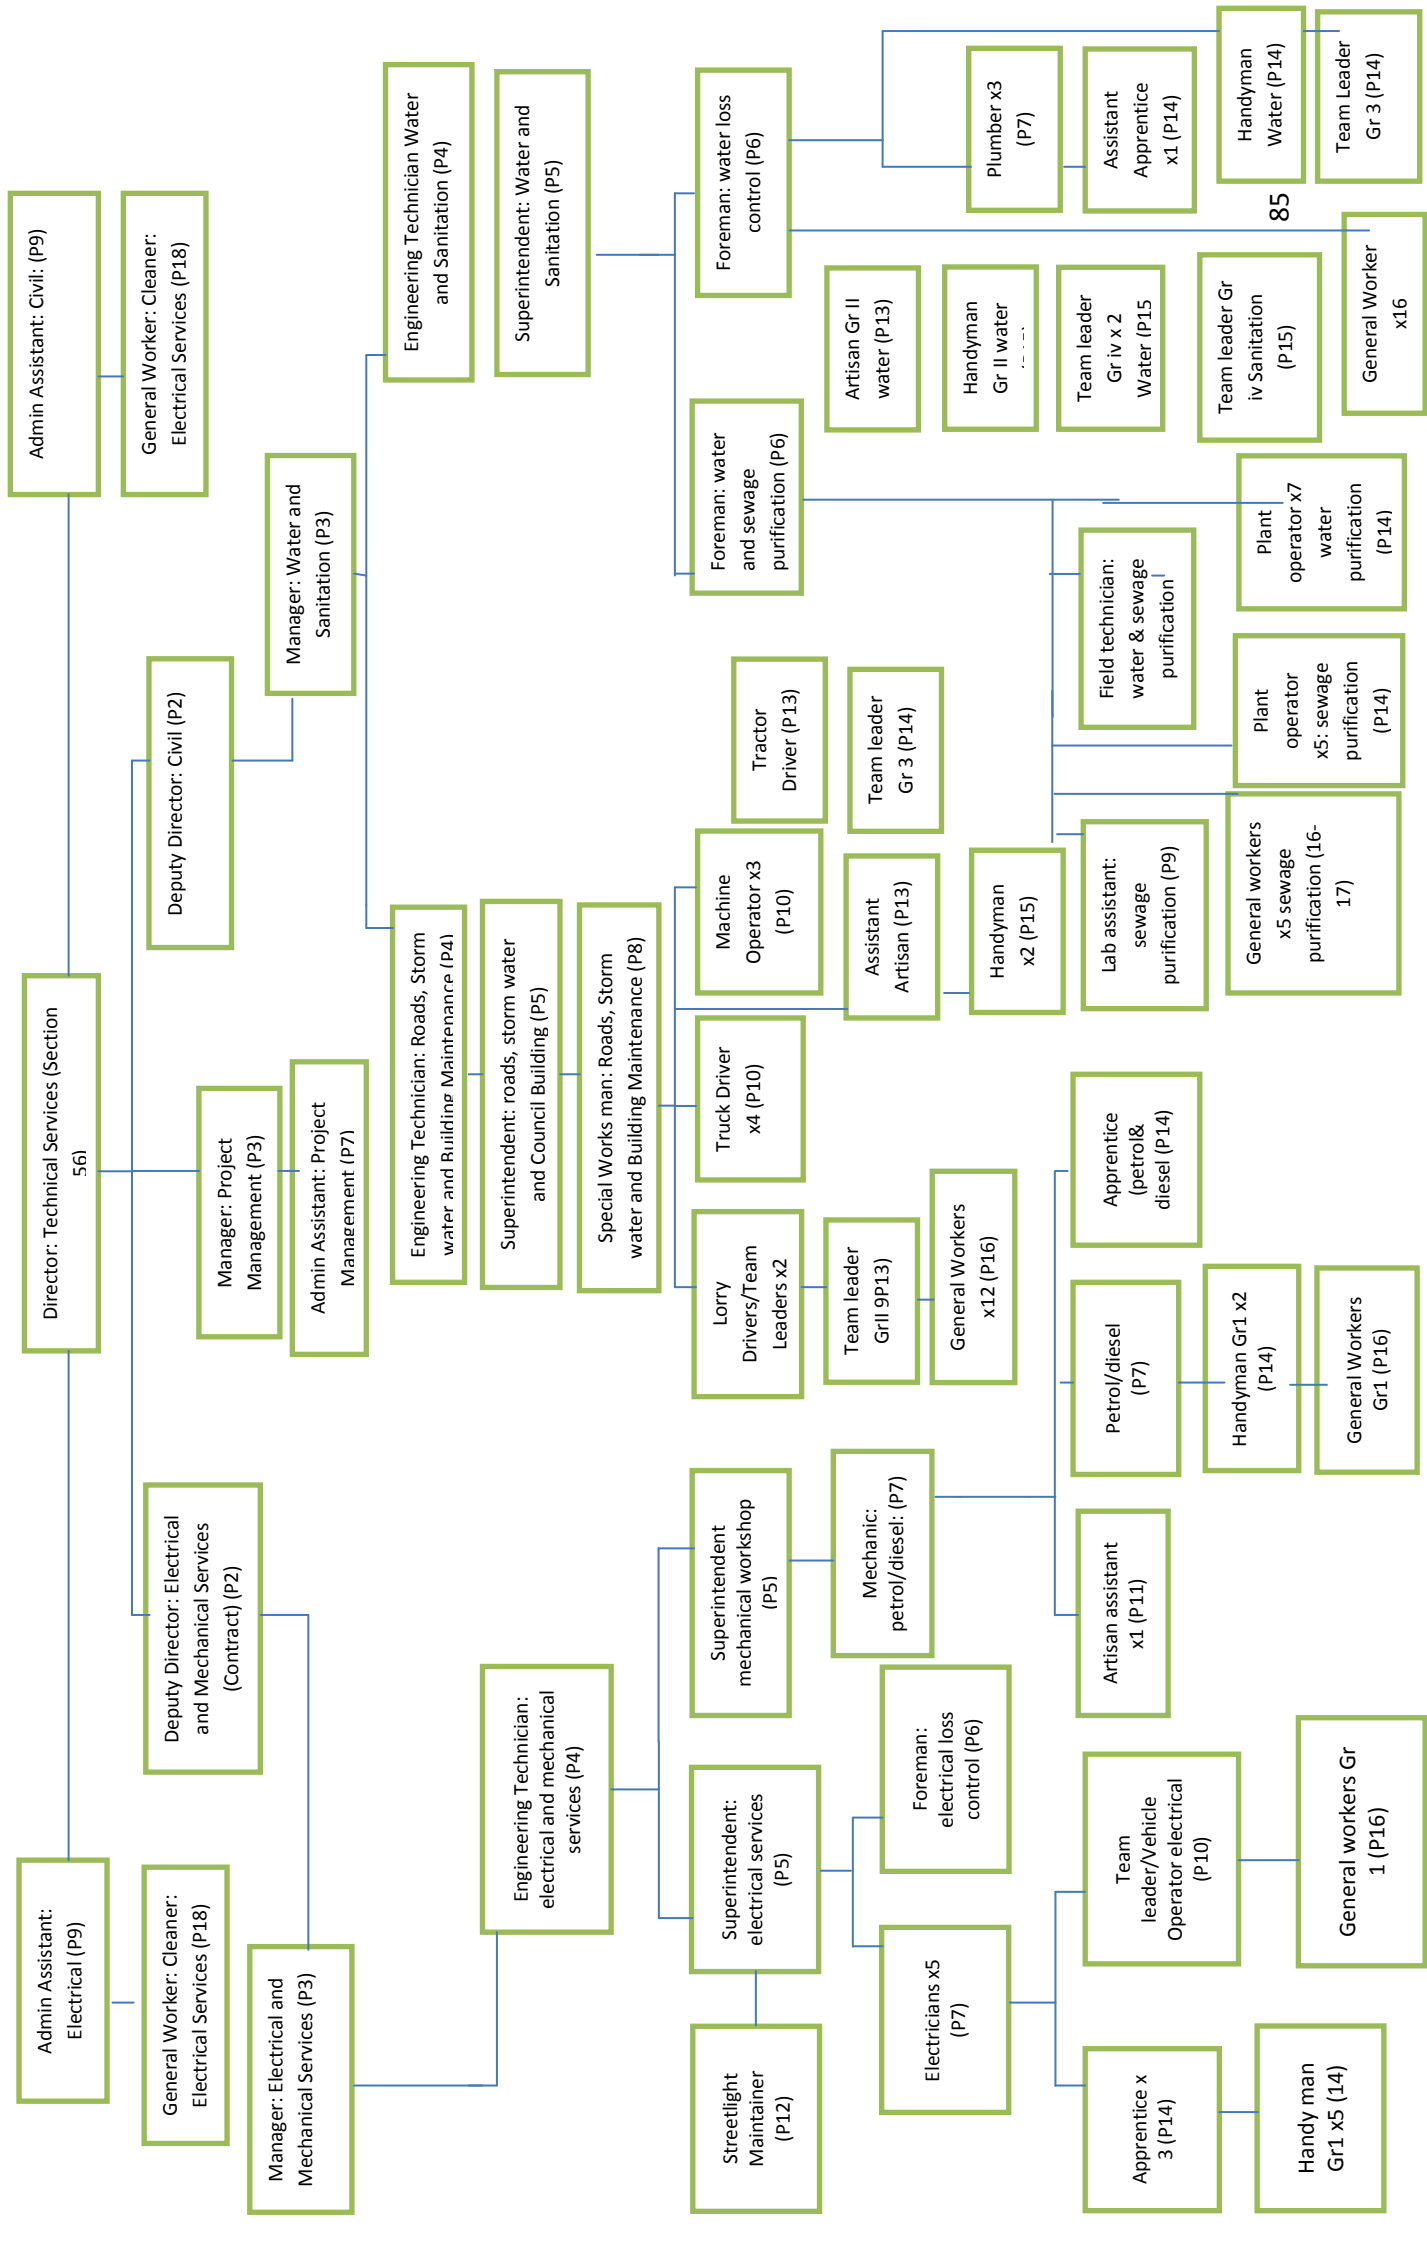 Director: Technical Services (Section
56)
Admin Assistant:
Electrical (P9)
General Worker: Cleaner:
Electrical Services (P18)
Admin Assistant: Civil: (P9)
General Worker: Cleaner:
Electrical Services (P18)
Deputy Director: Electrical
and Mechanical Services
(Contract) (P2)
Manager: Project
Management (P3)
Admin Assistant: Project
Management (P7)
Deputy Director: Civil (P2)
Manager: Electrical and
Mechanical Services (P3)
Manager: Water and
Sanitation (P3)
Engineering Technician:
electrical and mechanical
services (P4)
Engineering Technician: Roads, Storm
water and Building Maintenance (P4)
Superintendent: roads, storm water
and Council Building (P5)
Special Works man: Roads, Storm
water and Building Maintenance (P8)
Engineering Technician Water
and Sanitation (P4)
Superintendent: Water and
Sanitation (P5)
Streetlight
Maintainer
(P12)
Superintendent:
electrical services
(P5)
Superintendent
mechanical workshop
(P5)
Electricians x5
(P7)
Foreman:
electrical loss
control (P6)
Mechanic:
petrol/diesel: (P7)
Apprentice x
3 (P14)
Handy man
Gr1 x5 (14)
Team
leader/Vehicle
Operator electrical
(P10)
General workers Gr
1 (P16)
Artisan assistant
x1 (P11)
Petrol/diesel
(P7)
Handyman Gr1 x2
(P14)
General Workers
Gr1 (P16)
Apprentice
(petrol&
diesel (P14)
Lorry
Drivers/Team
Leaders x2
Team leader
GrII 9P13)
General Workers
x12 (P16)
Truck Driver
x4 (P10)
Machine
Operator x3
(P10)
Assistant
Artisan (P13)
Handyman
x2 (P15)
Tractor
Driver (P13)
Team leader
Gr 3 (P14)
Foreman: water
and sewage
purification (P6)
Lab assistant:
sewage
purification (P9)
General workers
x5 sewage
purification (16-
17)
Plant
operator
x5: sewage
purification
(P14)
Field technician:
water & sewage
purification
Plant
operator x7
water
purification
(P14)
Foreman: water loss
control (P6)
Artisan Gr II
water (P13)
Handyman
Gr II water
Team leader
Gr iv x 2
Water (P15
Team leader Gr
iv Sanitation
(P15)
General Worker
x16
Plumber x3
(P7)
Assistant
Apprentice
x1 (P14)
Handyman
Water (P14)
Team Leader
Gr 3 (P14)
85